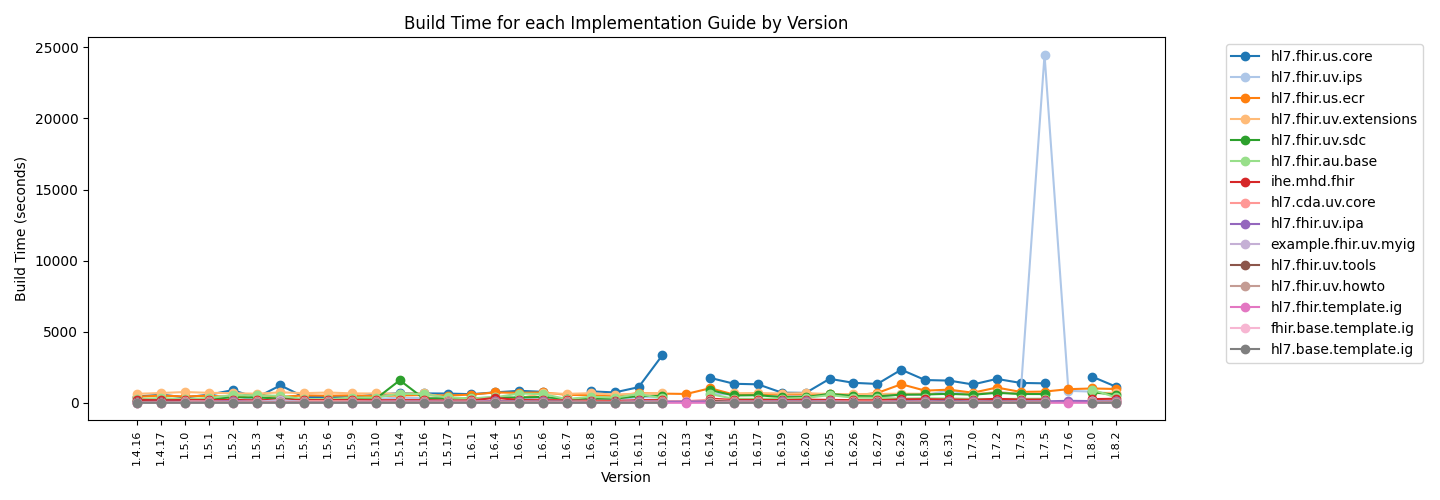 Build Time for each Implementation Guide by Version
Build Time (seconds)
25000
20000
15000
10000
5000
0
1.4.16
1.4.17
1.5.0
1.5.1
1.5.2
1.5.3
1.5.4
1.5.5
1.5.6
1.5.9
1.5.10
1.5.14
1.5.16
1.5.17
1.6.1
1.6.4
1.6.5
1.6.6
1.6.7
1.6.8
1.6.10
1.6.11
1.6.12
1.6.13
1.6.14
1.6.15
1.6.17
1.6.19
1.6.20
1.6.25
1.6.26
1.6.27
1.6.29
1.6.30
1.6.31
1.7.0
1.7.2
1.7.3
1.7.5
1.7.6
1.8.0
1.8.2
Version
hl7.fhir.us.core
hl7.fhir.uv.ips
hl7.fhir.us.ecr
hl7.fhir.uv.extensions
hl7.fhir.uv.sdc
hl7.fhir.au.base
ihe.mhd.fhir
hl7.cda.uv.core
hl7.fhir.uv.ipa
example.fhir.uv.myig
hl7.fhir.uv.tools
hl7.fhir.uv.howto
hl7.fhir.template.ig
fhir.base.template.ig
hl7.base.template.ig